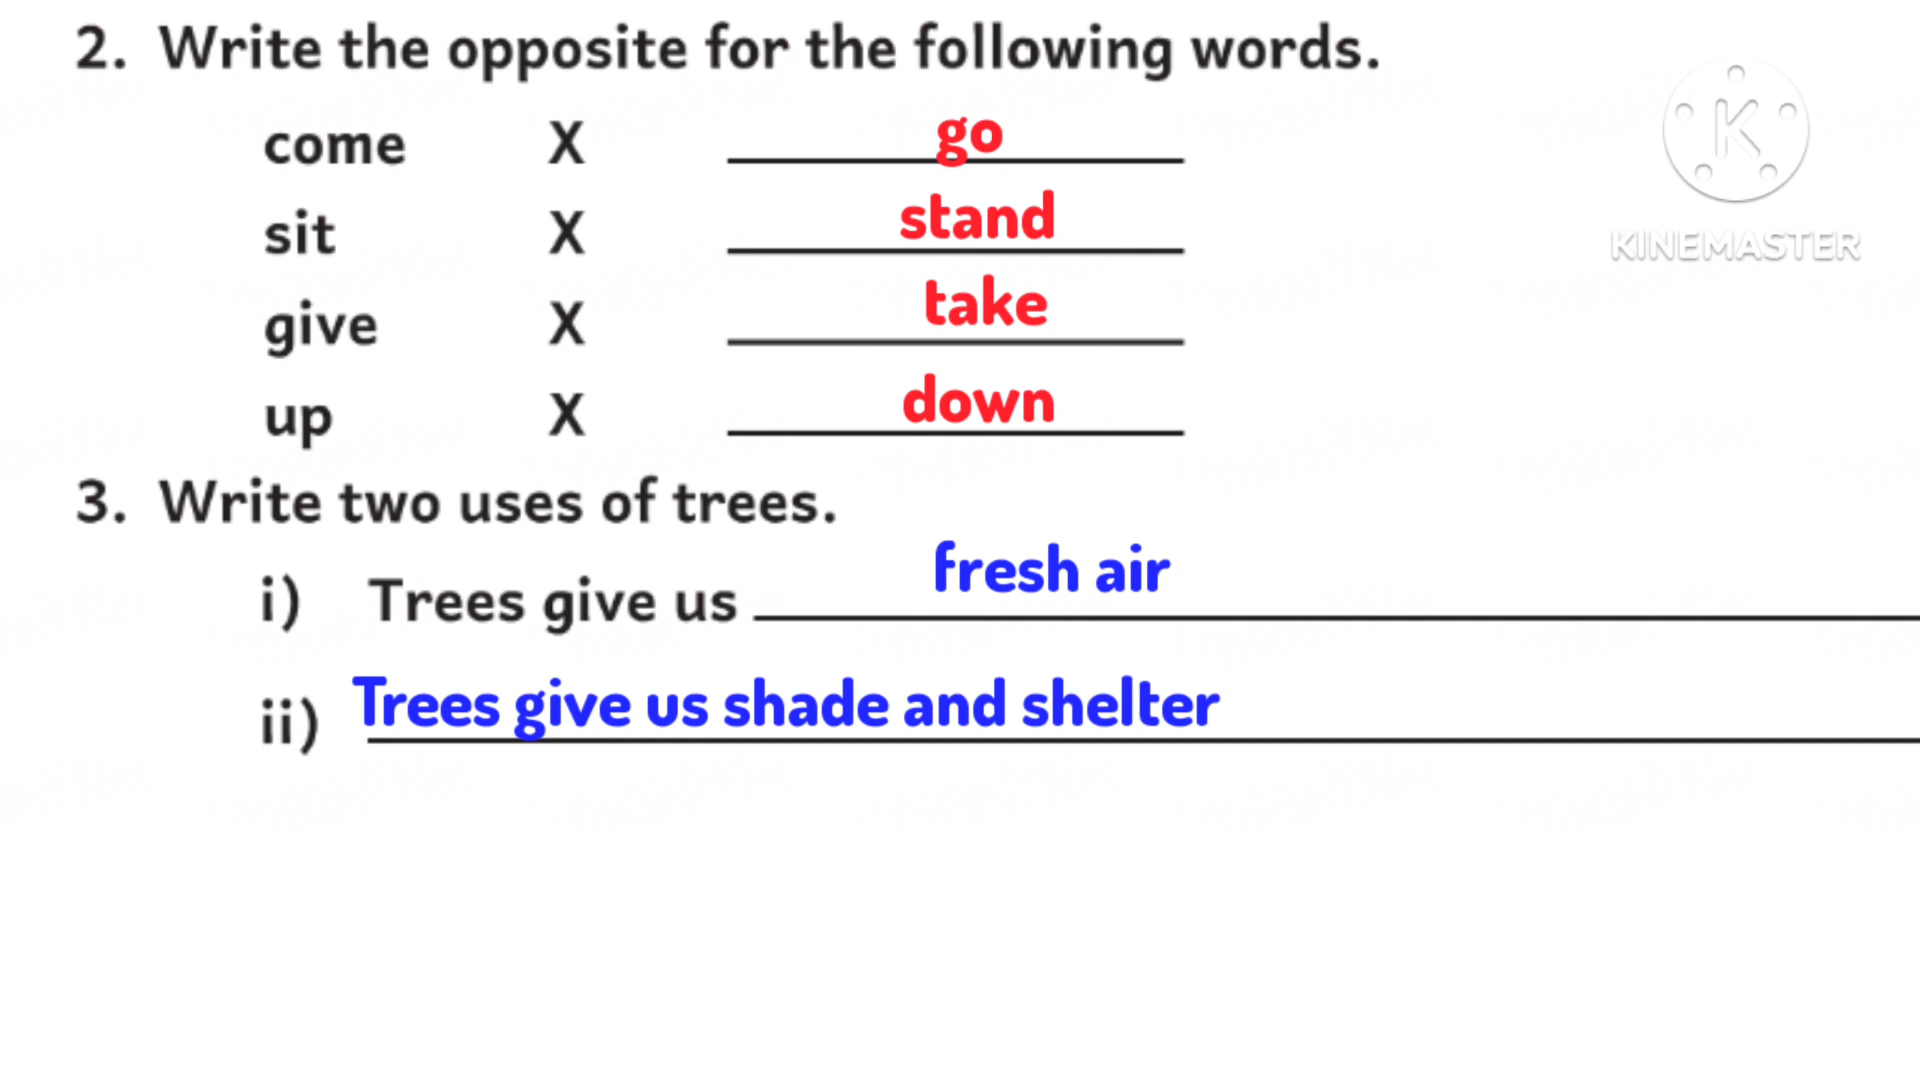 2. Write the opposite for the following words.
come X go
sit X stand
give X take
up X down
KINEMASTER
3. Write two uses of trees.
i) Trees give us fresh air
ii) Trees give us shade and shelter